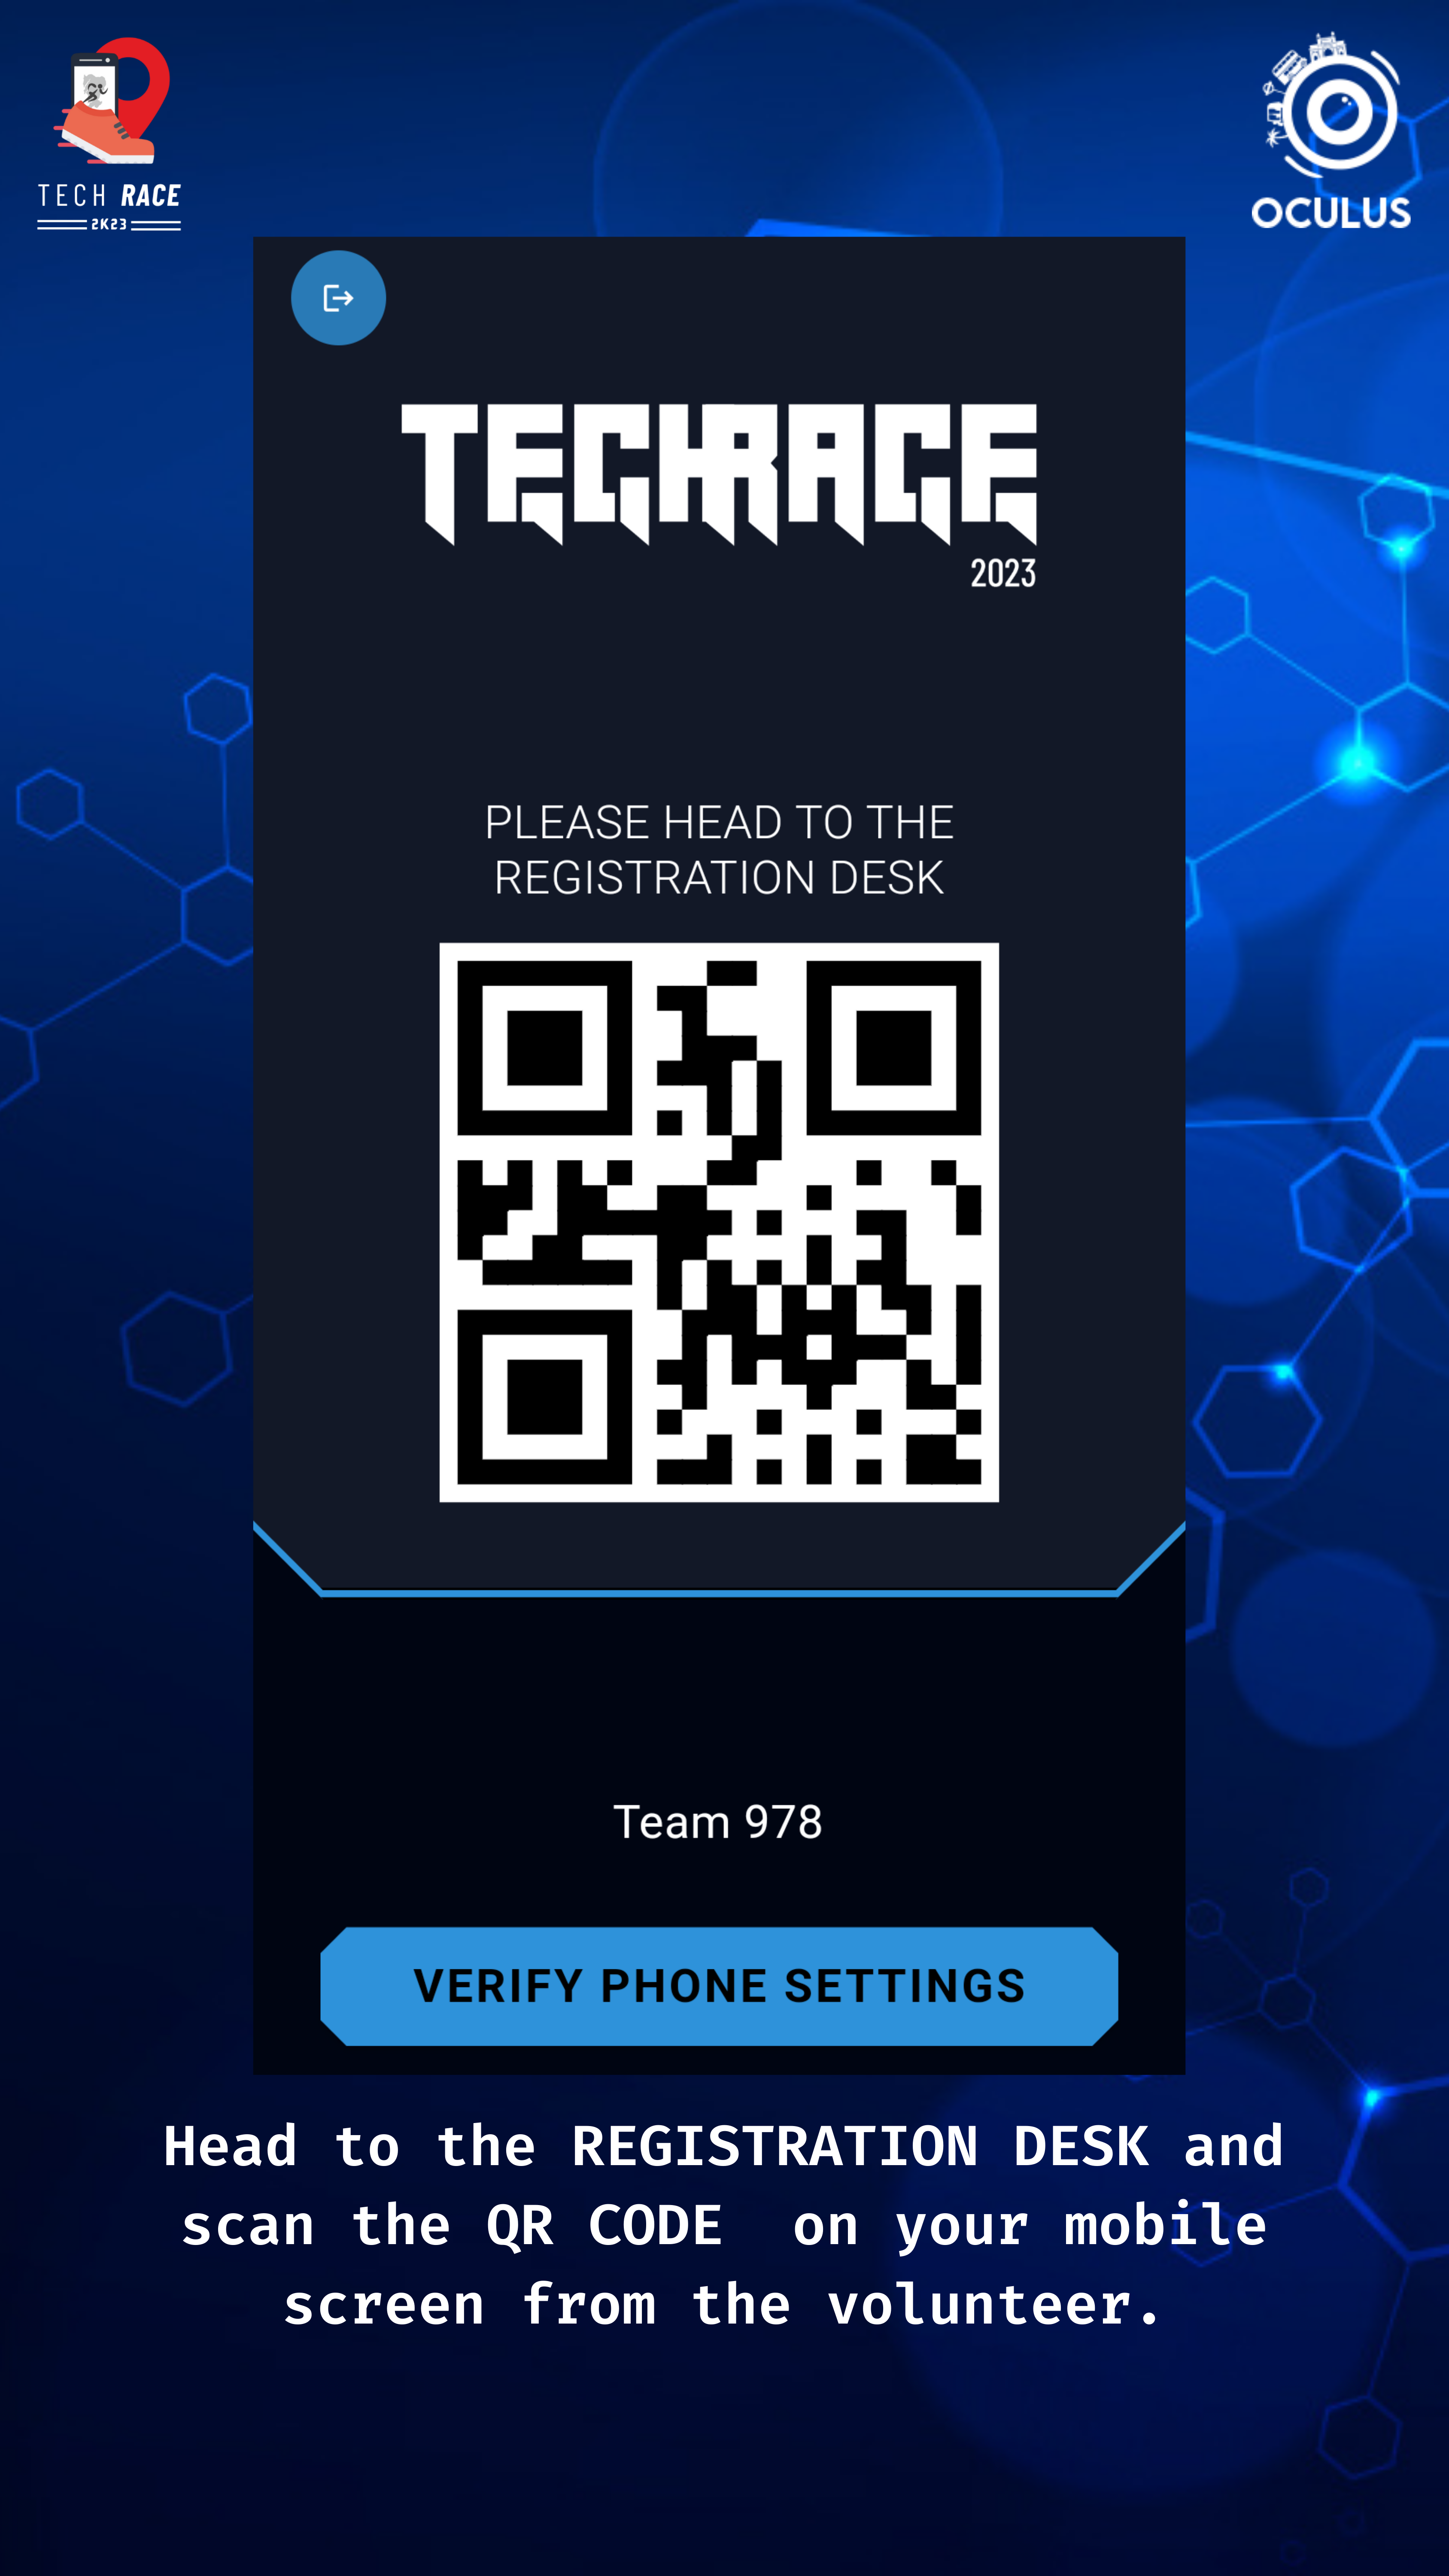 TECH RACE
2K23
OCULUS
TECHRACE
2023
PLEASE HEAD TO THE
REGISTRATION DESK
Team 978
VERIFY PHONE SETTINGS
Head to the REGISTRATION DESK and
scan the QR CODE on your mobile
screen from the volunteer.